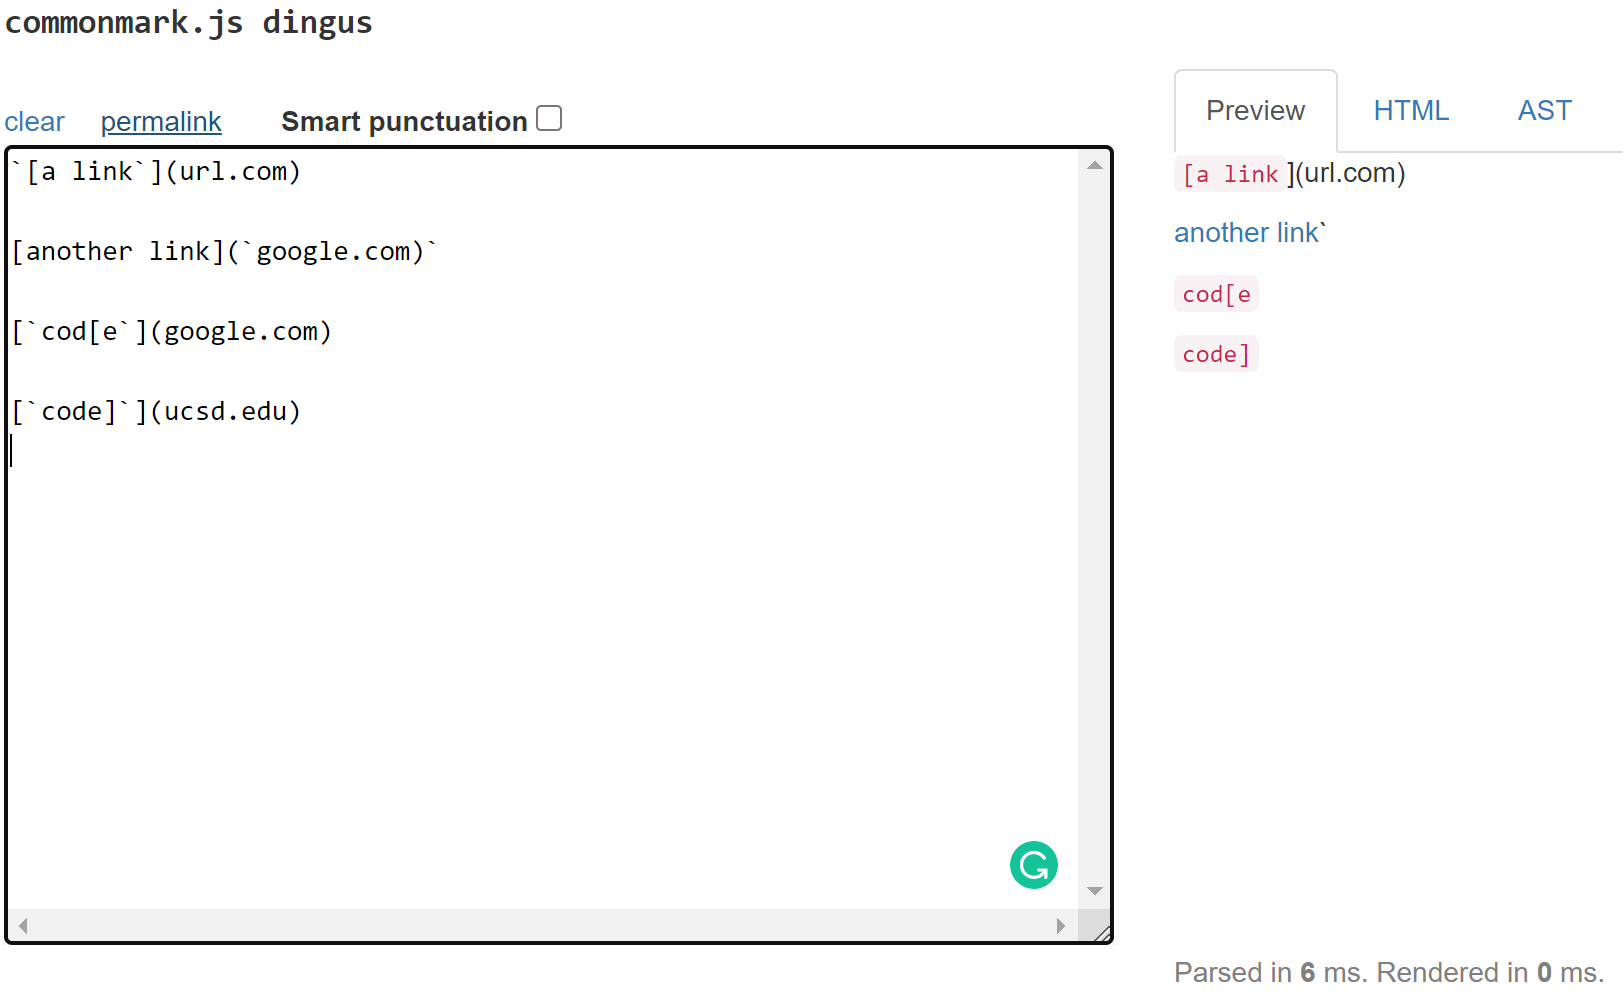 commonmark.js dingus
clear permalink Smart punctuation
`[a link`](url.com)
[another link](`google.com)`
[`cod[e`](google.com)
[`code]`](ucsd.edu)
Preview HTML AST
[a link](url.com)
another link`
cod[e
code]
Parsed in 6 ms. Rendered in 0 ms.